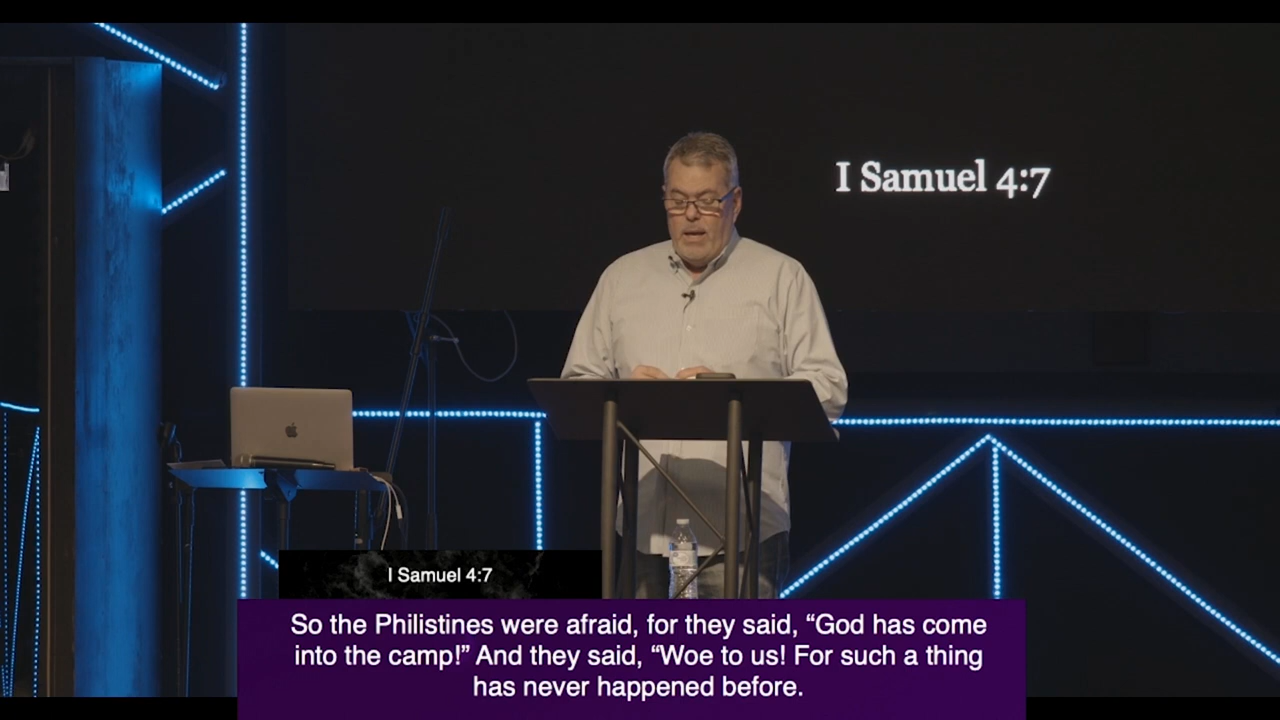 I Samuel 4:7
I Samuel 4:7
So the Philistines were afraid, for they said, “God has come
into the camp!” And they said, “Woe to us! For such a thing
has never happened before.